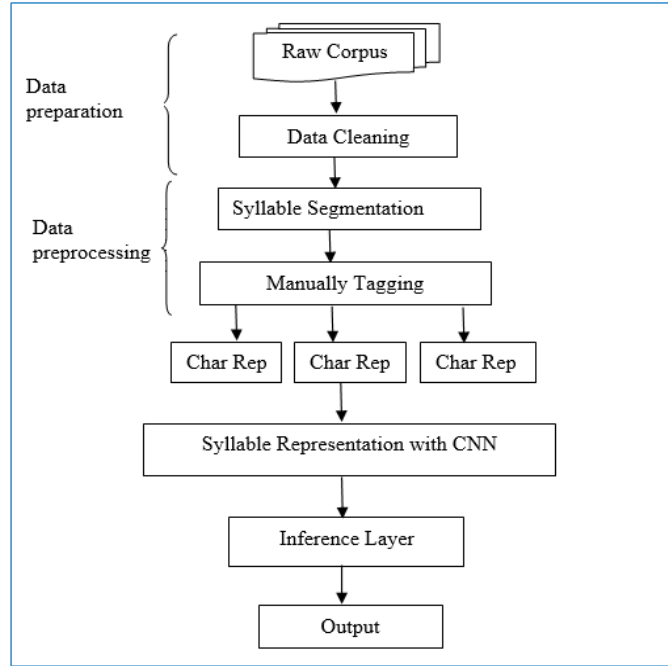 Raw Corpus
Data
preparation
Data Cleaning
Syllable Segmentation
Data
preprocessing
Manually Tagging
Char Rep
Char Rep
Char Rep
Syllable Representation with CNN
Inference Layer
Output